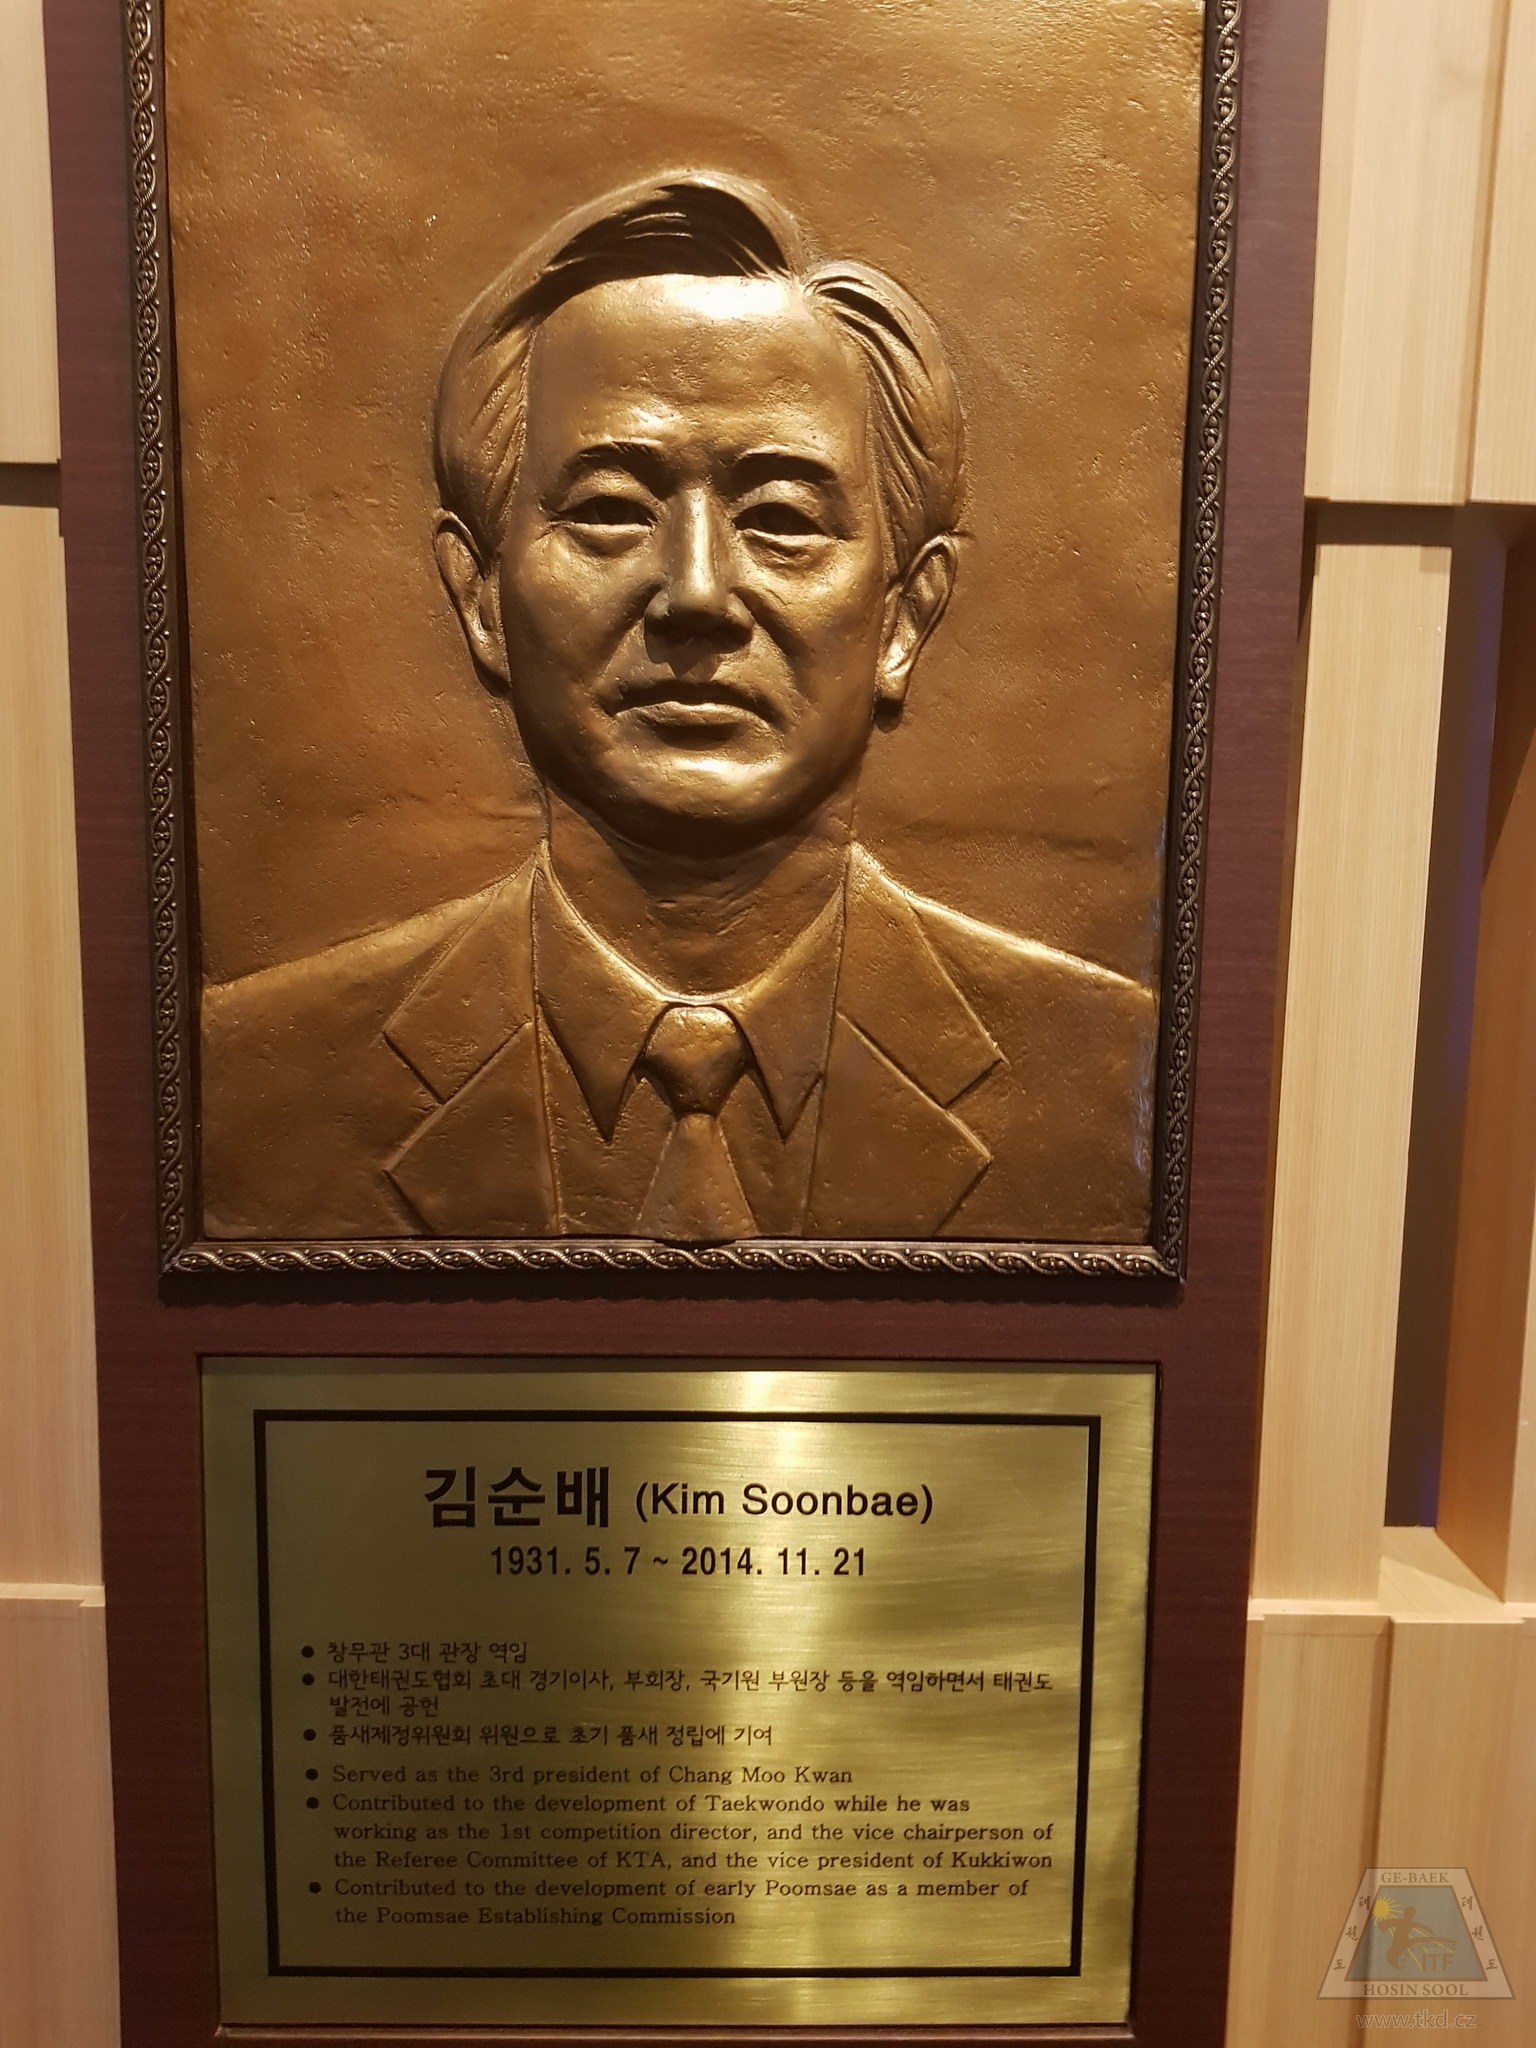 김순배 (Kim Soonbae)
1931. 5. 7 ~ 2014. 11. 21
● 창무관 3대 관장 역임
● 대한태권도협회 초대 경기이사, 부회장, 국기원 부원장 등을 역임하면서 태권도
발전에 공헌
● 품새제정위원회 위원으로 초기 품새 정립에 기여
● Served as the 3rd president of Chang Moo Kwan
● Contributed to the development of Taekwondo while he was
working as the 1st competition director, and the vice chairperson of
the Referee Committee of KTA, and the vice president of Kukkiwon
● Contributed to the development of early Poomsae as a member of
the Poomsae Establishing Commission
GE-BAEK
ITF
HOSIN SOOL
www.tkd.cz